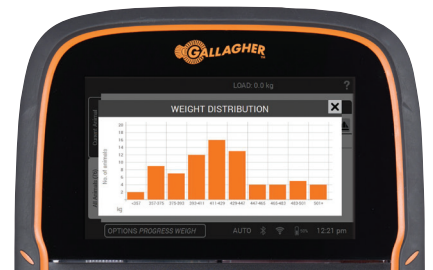 GALLAGHER
LOAD: 0.0 kg
?
WEIGHT DISTRIBUTION
X
Current Animal
All Animals (76)
No. of animals
20
18
16
14
12
10
8
6
4
2
kg
OPTIONS PROGRESS WEIGH
AUTO
12:21 pm